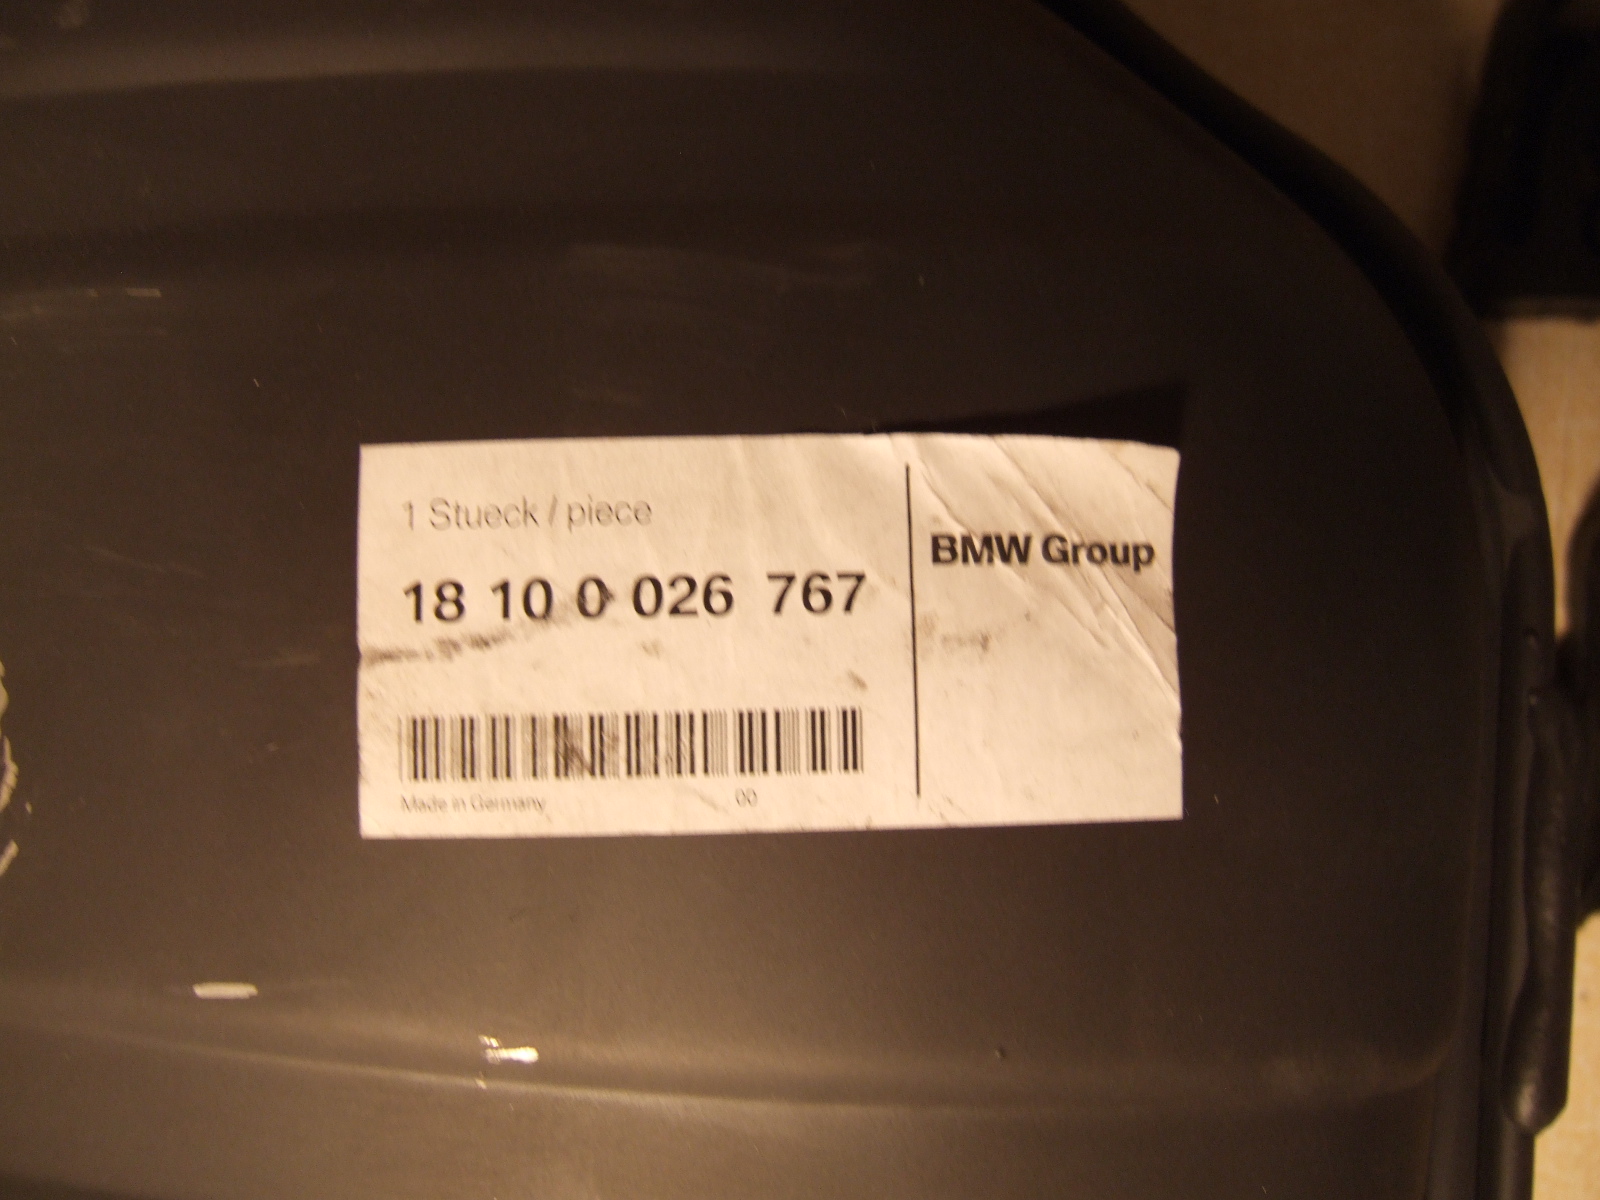 1 Stueck / piece
18 10 0 026 767
BMW Group
Made in Germany
00